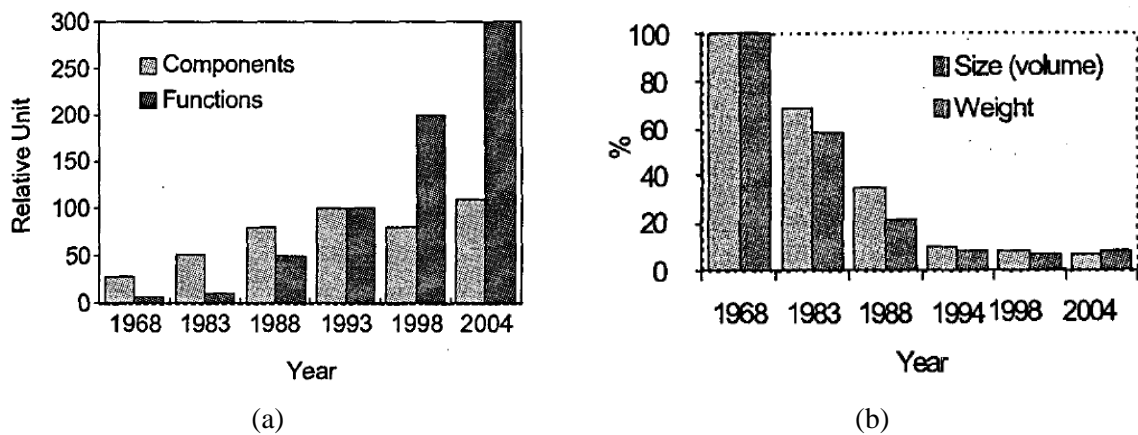 300
250
200
150
100
50
0
Relative Unit
Components
Functions
1968 1983 1988 1993 1998 2004
Year
(a)
100
80
60
40
20
0
%
Size (volume)
Weight
1968 1983 1988 1994 1998 2004
Year
(b)